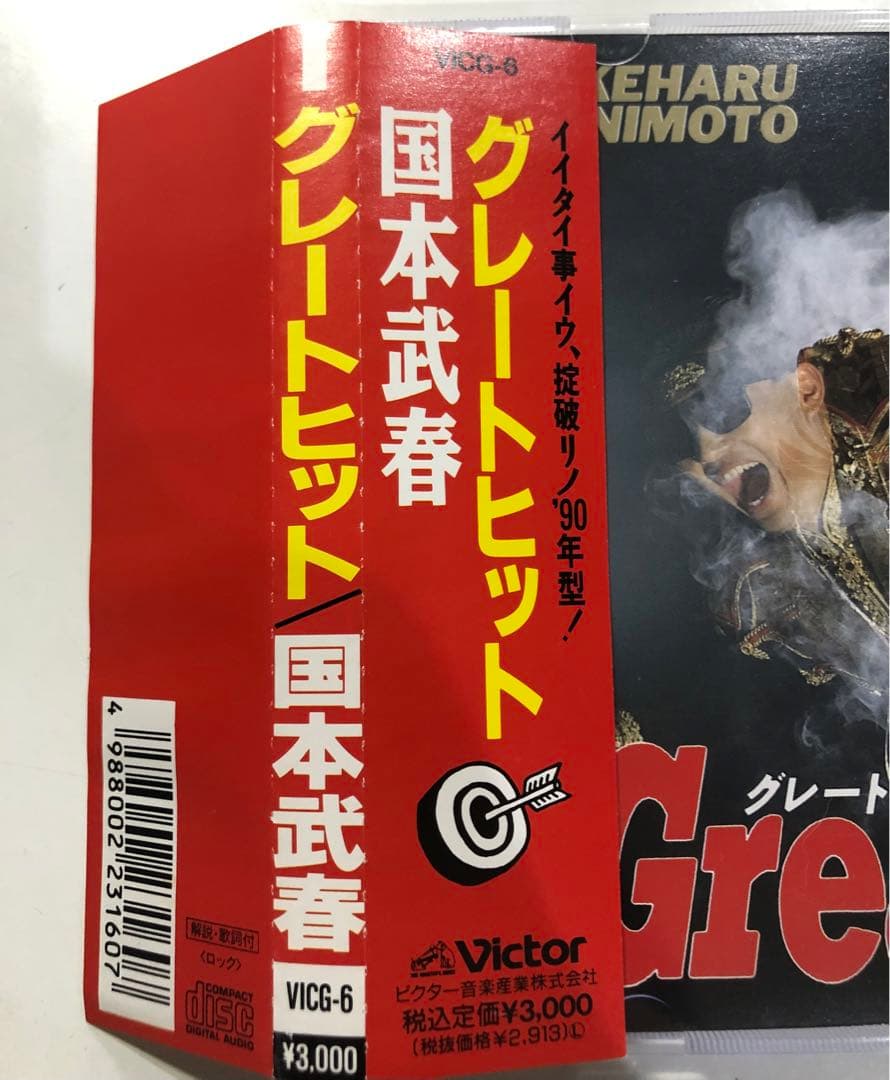 VICG-6
イイタイ事イウ、掟破リノ'90年型!
グレートヒット
国本武春
Victor
ビクター音楽産業株式会社
税込定価¥3,000
(税抜価格¥2,913)Ⓛ
グレートヒット/国本武春
VICG-6
¥3,000
4 988002 231607
解説・歌詞付
〈ロック〉
COMPACT
disc
DIGITAL AUDIO
KEHARU
NIMOTO
グレート
Gre